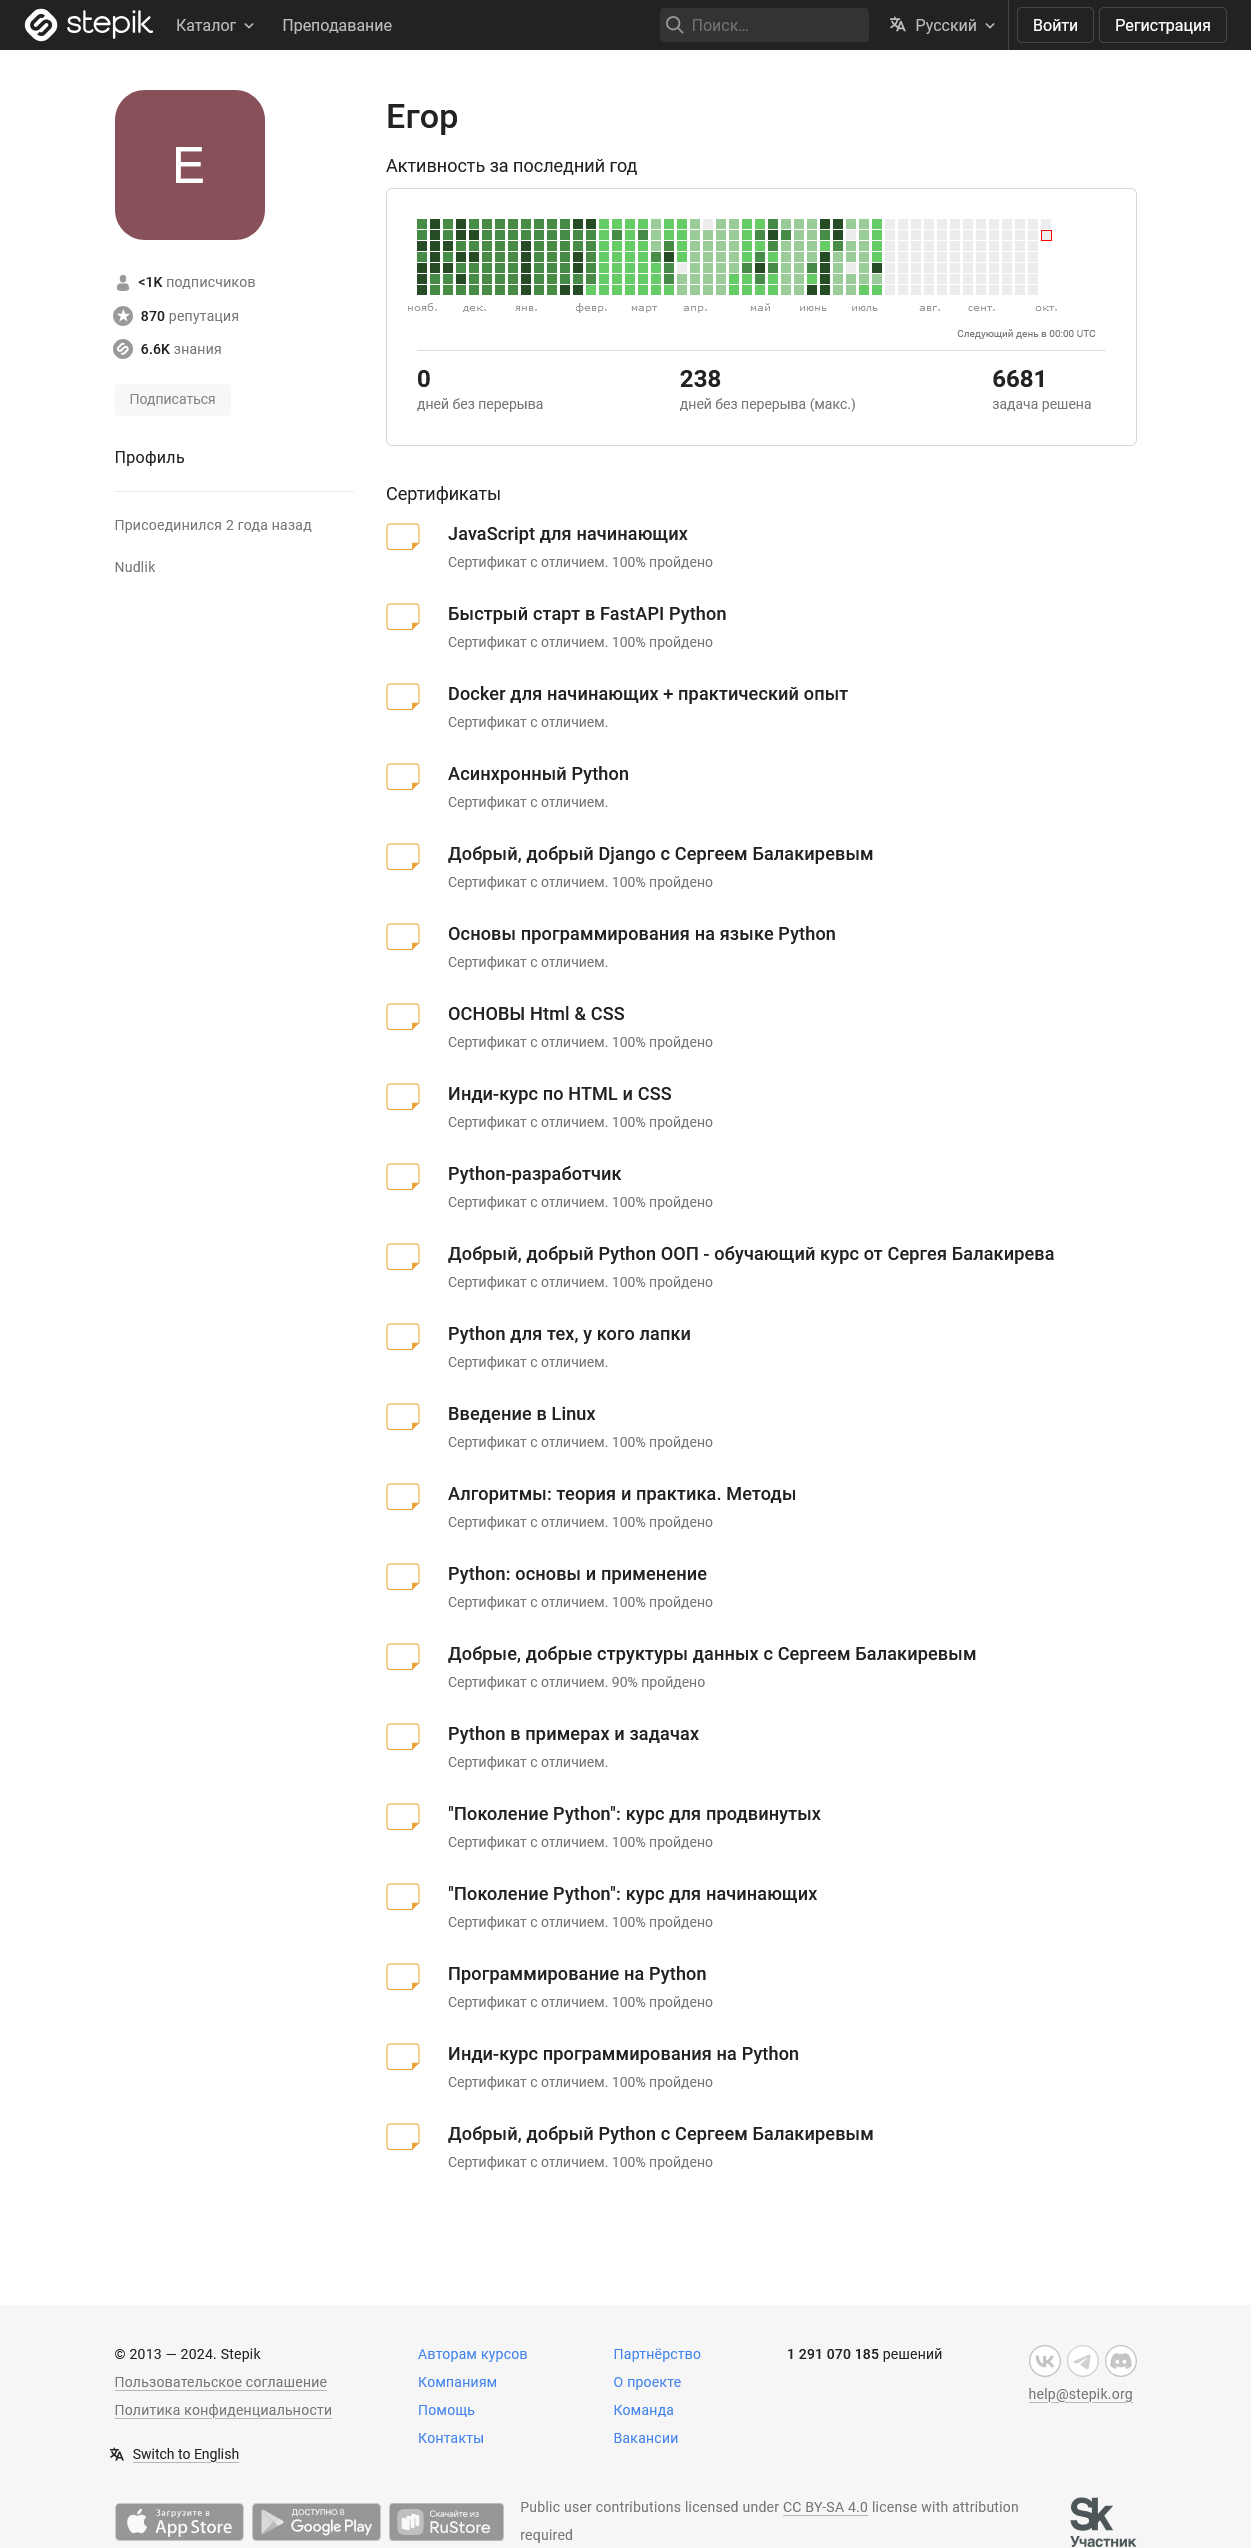 stepik Каталог Преподавание Поиск... Русский Войти Регистрация
E
<1K подписчиков
870 репутация
6.6K знания
Подписаться
Профиль
Присоединился 2 года назад
Nudlik
Егор
Активность за последний год
нояб. дек. янв. февр. март апр. май июнь июль авг. сент. окт.
Следующий день в 00:00 UTC
0 238 6681
дней без перерыва дней без перерыва (макс.) задача решена
Сертификаты
JavaScript для начинающих
Сертификат с отличием. 100% пройдено
Быстрый старт в FastAPI Python
Сертификат с отличием. 100% пройдено
Docker для начинающих + практический опыт
Сертификат с отличием.
Асинхронный Python
Сертификат с отличием.
Добрый, добрый Django с Сергеем Балакиревым
Сертификат с отличием. 100% пройдено
Основы программирования на языке Python
Сертификат с отличием.
ОСНОВЫ Html & CSS
Сертификат с отличием. 100% пройдено
Инди-курс по HTML и CSS
Сертификат с отличием. 100% пройдено
Python-разработчик
Сертификат с отличием. 100% пройдено
Добрый, добрый Python ООП - обучающий курс от Сергея Балакирева
Сертификат с отличием. 100% пройдено
Python для тех, у кого лапки
Сертификат с отличием.
Введение в Linux
Сертификат с отличием. 100% пройдено
Алгоритмы: теория и практика. Методы
Сертификат с отличием. 100% пройдено
Python: основы и применение
Сертификат с отличием. 100% пройдено
Добрые, добрые структуры данных с Сергеем Балакиревым
Сертификат с отличием. 90% пройдено
Python в примерах и задачах
Сертификат с отличием.
"Поколение Python": курс для продвинутых
Сертификат с отличием. 100% пройдено
"Поколение Python": курс для начинающих
Сертификат с отличием. 100% пройдено
Программирование на Python
Сертификат с отличием. 100% пройдено
Инди-курс программирования на Python
Сертификат с отличием. 100% пройдено
Добрый, добрый Python с Сергеем Балакиревым
Сертификат с отличием. 100% пройдено
© 2013 — 2024. Stepik
Пользовательское соглашение
Политика конфиденциальности
Switch to English
Авторам курсов
Компаниям
Помощь
Контакты
Партнёрство
О проекте
Команда
Вакансии
1 291 070 185 решений
help@stepik.org
Загрузите в
App Store
ДОСТУПНО В
Google Play
Скачайте из
RuStore
Public user contributions licensed under CC BY-SA 4.0 license with attribution
required
Sk
Участник